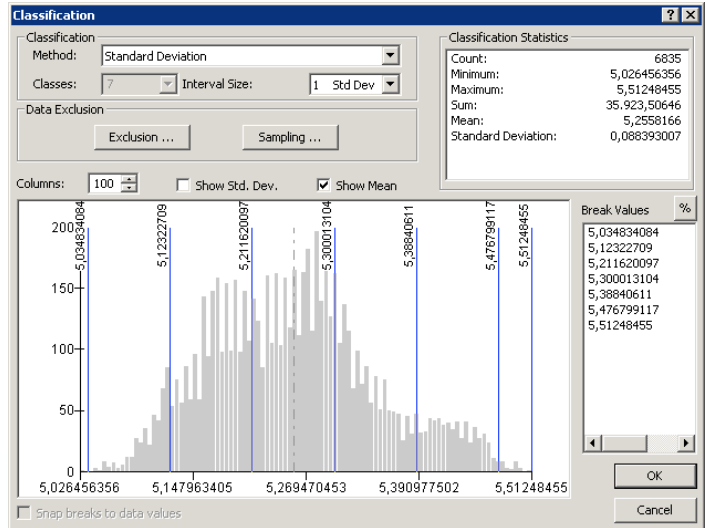 Classification
Classification
Method: Standard Deviation
Classes: 7 Interval Size: 1 Std Dev
Data Exclusion
Exclusion ... Sampling ...
Classification Statistics
Count: 6835
Minimum: 5,026456356
Maximum: 5,51248455
Sum: 35.923,50646
Mean: 5,2558166
Standard Deviation: 0,088393007
Columns: 100 Show Std. Dev. Show Mean
Break Values %
5,034834084
5,12322709
5,211620097
5,300013104
5,38840611
5,476799117
5,51248455
5,034834084 5,12322709 5,211620097 5,300013104 5,38840611 5,476799117 5,51248455
200
150
100
50
0
5,026456356 5,147963405 5,269470453 5,390977502 5,51248455
Snap breaks to data values
OK
Cancel